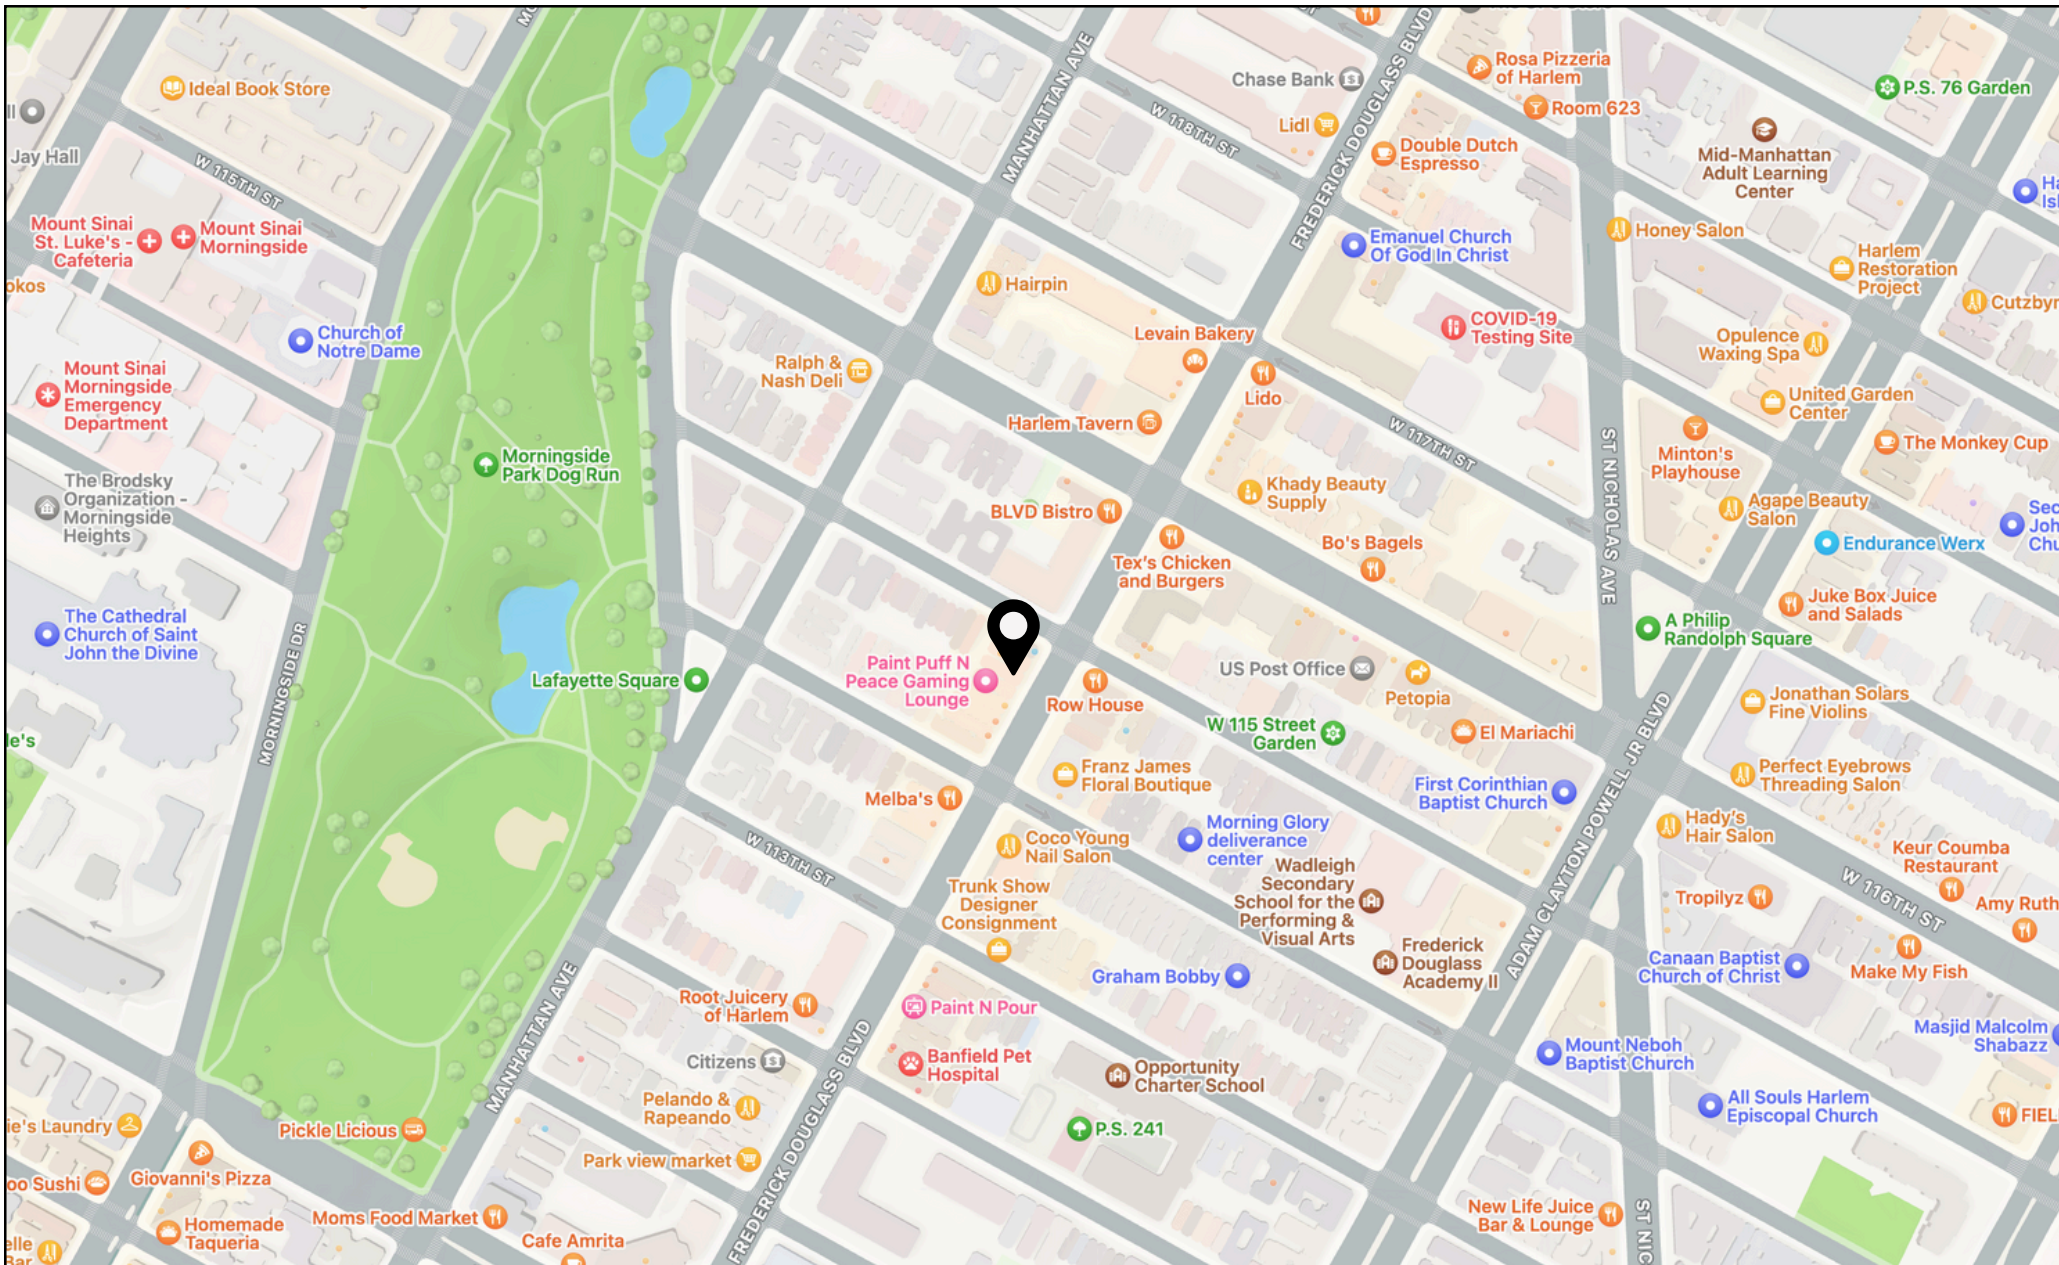 MANHATTAN AVE
FREDERICK DOUGLASS BLVD
Rosa Pizzeria
of Harlem
Chase Bank
Ideal Book Store
P.S. 76 Garden
Room 623
Lidl
W 118TH ST
Double Dutch
Espresso
Jay Hall
Mid-Manhattan
Adult Learning
Center
W 115TH ST
Mount Sinai
St. Luke's -
Cafeteria
Mount Sinai
Morningside
Emanuel Church
Of God In Christ
Honey Salon
Harlem
Restoration
Project
Hairpin
Church of
Notre Dame
Levain Bakery
COVID-19
Testing Site
Opulence
Waxing Spa
Mount Sinai
Morningside
Emergency
Department
Ralph &
Nash Deli
Lido
United Garden
Center
Harlem Tavern
W 117TH ST
ST NICHOLAS AVE
Minton's
Playhouse
The Monkey Cup
Morningside
Park Dog Run
The Brodsky
Organization -
Morningside
Heights
Khady Beauty
Supply
BLVD Bistro
Agape Beauty
Salon
Endurance Werx
Bo's Bagels
Tex's Chicken
and Burgers
Juke Box Juice
and Salads
The Cathedral
Church of Saint
John the Divine
A Philip
Randolph Square
MORNINGSIDE DR
Lafayette Square
Paint Puff N
Peace Gaming
Lounge
US Post Office
Petopia
Row House
Jonathan Solars
Fine Violins
W 115 Street
Garden
El Mariachi
ADAM CLAYTON POWELL JR BLVD
Franz James
Floral Boutique
First Corinthian
Baptist Church
Perfect Eyebrows
Threading Salon
Melba's
Hady's
Hair Salon
Morning Glory
deliverance
center
Coco Young
Nail Salon
W 113TH ST
Keur Coumba
Restaurant
Wadleigh
Secondary
School for the
Performing &
Visual Arts
Trunk Show
Designer
Consignment
Tropilyz
W 116TH ST
Amy Ruth
Frederick
Douglass
Academy II
Canaan Baptist
Church of Christ
Make My Fish
Graham Bobby
MANHATTAN AVE
Root Juicery
of Harlem
Paint N Pour
Masjid Malcolm
Shabazz
Citizens
Banfield Pet
Hospital
Opportunity
Charter School
Mount Neboh
Baptist Church
FREDERICK DOUGLASS BLVD
Pelando &
Rapeando
All Souls Harlem
Episcopal Church
ie's Laundry
Pickle Licious
P.S. 241
FIEL
Park view market
Giovanni's Pizza
oo Sushi
New Life Juice
Bar & Lounge
Moms Food Market
Homemade
Taqueria
Cafe Amrita
ST NIC